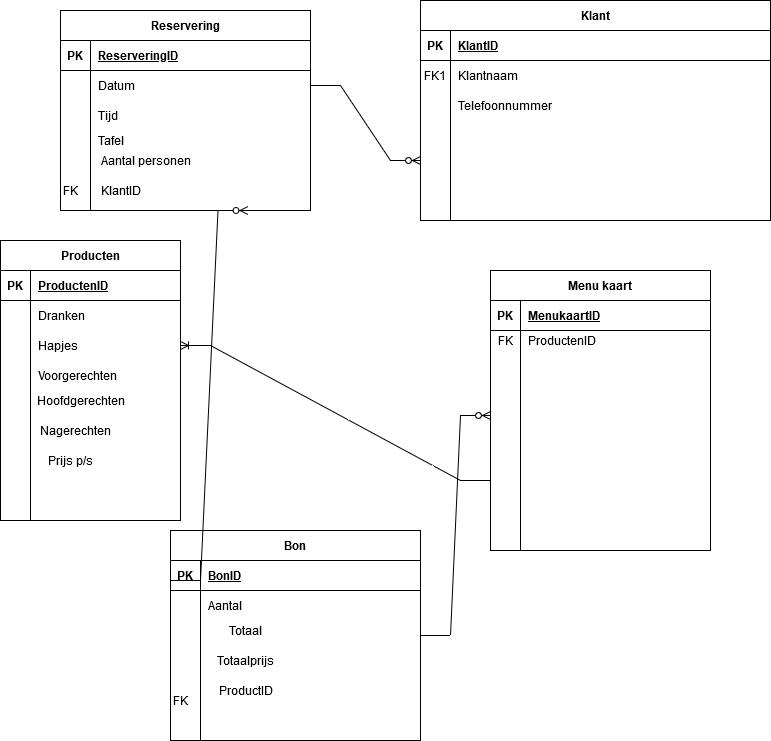 Reservering
PK ReserveringID
Datum
Tijd
Tafel
Aantal personen
FK KlantID
Klant
PK KlantID
FK1 Klantnaam
Telefoonnummer
Producten
PK ProductenID
Dranken
Hapjes
Voorgerechten
Hoofdgerechten
Nagerechten
Prijs p/s
Menu kaart
PK MenukaartID
FK ProductenID
Bon
PK BonID
Aantal
Totaal
Totaalprijs
ProductID
FK